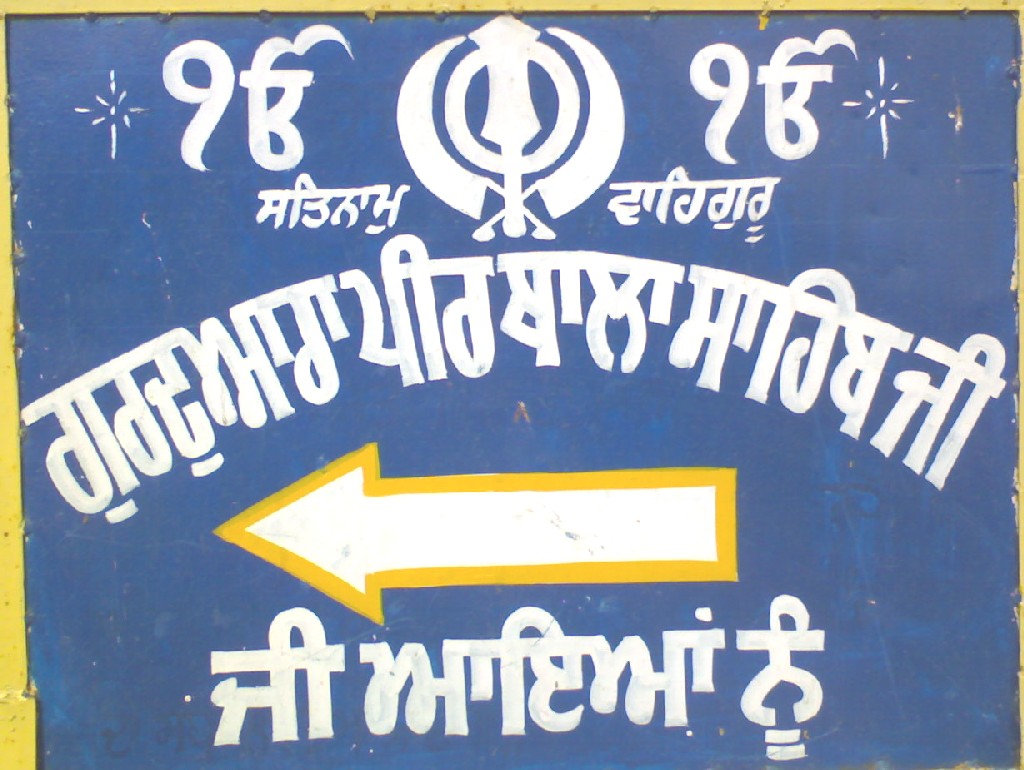 ੴ ੴ
ਸਤਿਨਾਮੁ ਵਾਹਿਗੁਰੂ
ਗੁਰਦੁਆਰਾ ਪੀਰ ਬਾਲਾ ਸਾਹਿਬ ਜੀ
ਜੀ ਆਇਆਂ ਨੂੰ